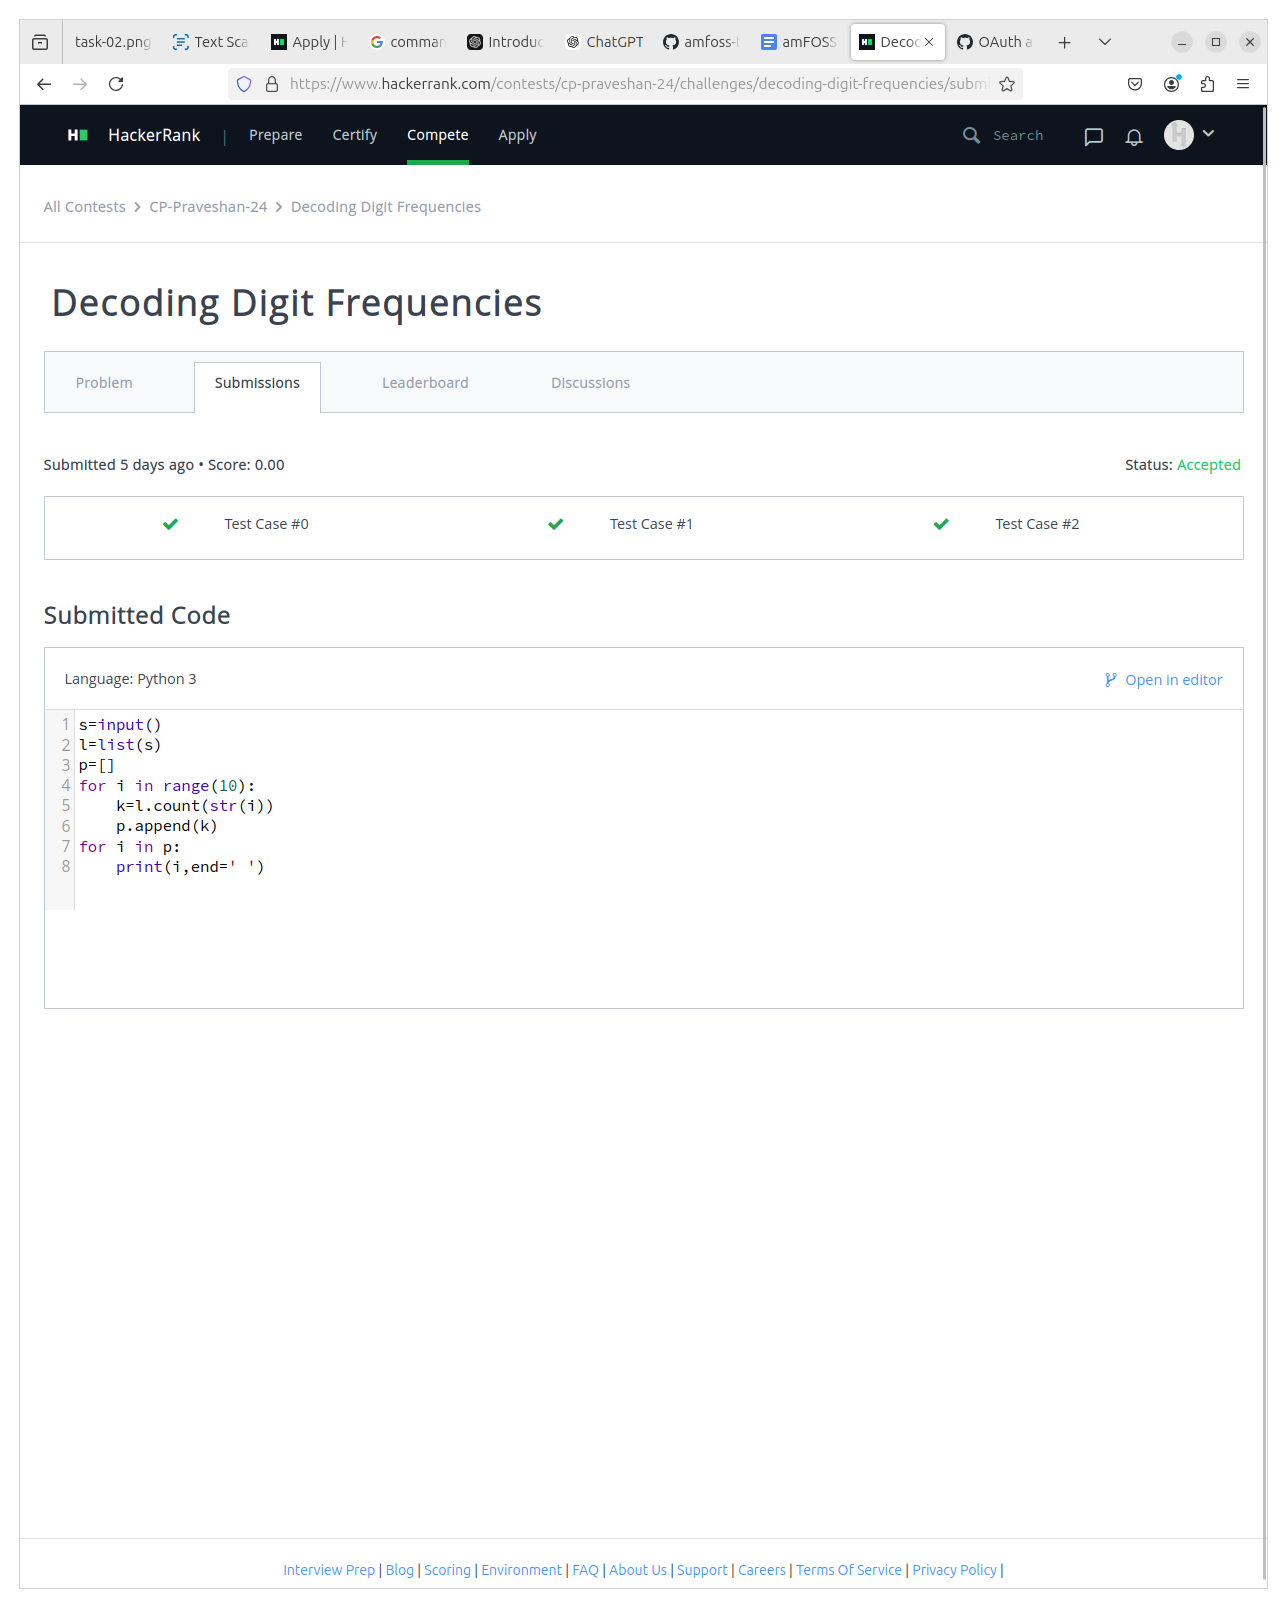 task-02.png Text Sca Apply | H comman Introduc ChatGPT amfoss-t amFOSS Decod OAuth a
https://www.hackerrank.com/contests/cp-praveshan-24/challenges/decoding-digit-frequencies/submi
HackerRank | Prepare Certify Compete Apply Search
All Contests > CP-Praveshan-24 > Decoding Digit Frequencies
Decoding Digit Frequencies
Problem Submissions Leaderboard Discussions
Submitted 5 days ago • Score: 0.00 Status: Accepted
Test Case #0 Test Case #1 Test Case #2
Submitted Code
Language: Python 3 Open in editor
1 s=input()
2 l=list(s)
3 p=[]
4 for i in range(10):
5     k=l.count(str(i))
6     p.append(k)
7 for i in p:
8     print(i,end=' ')
Interview Prep | Blog | Scoring | Environment | FAQ | About Us | Support | Careers | Terms Of Service | Privacy Policy |